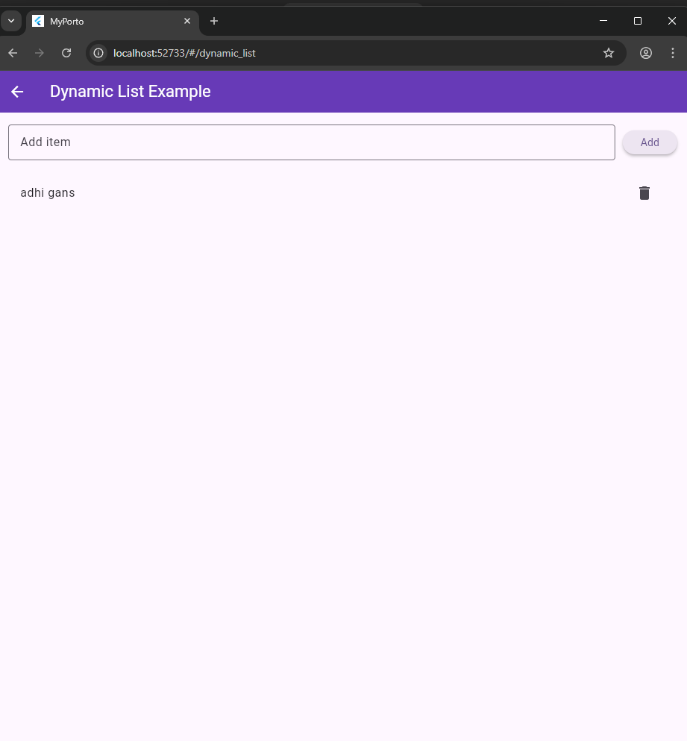 MyPorto
localhost:52733/#/dynamic_list
Dynamic List Example
Add item
Add
adhi gans